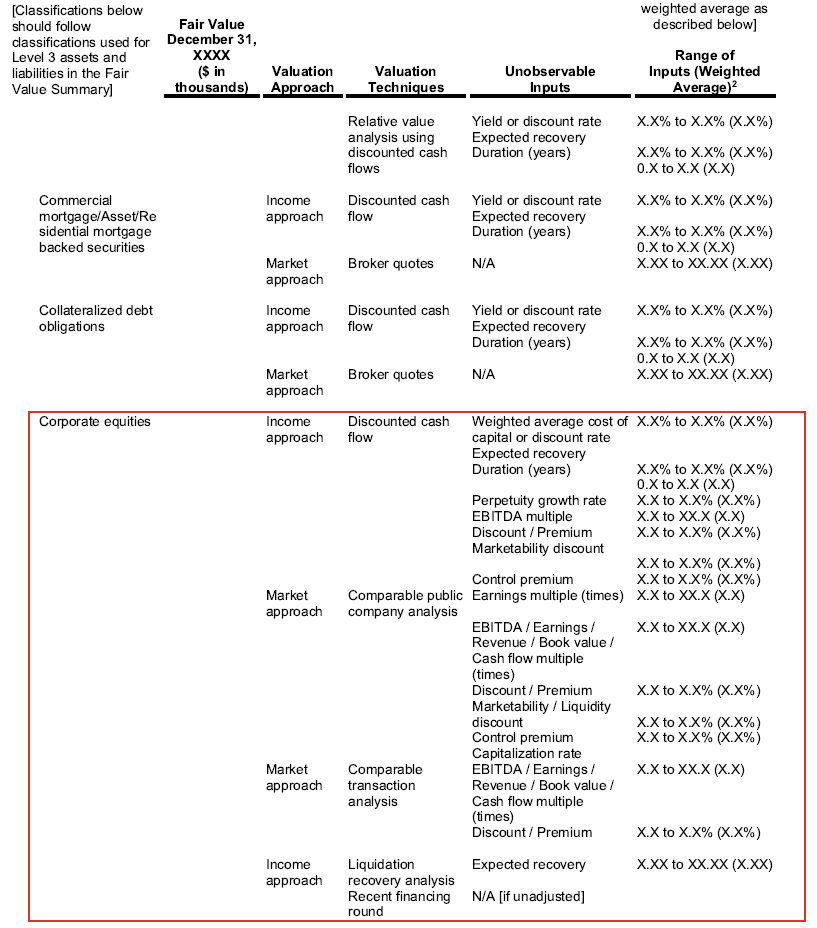 [Classifications below
should follow
classifications used for
Level 3 assets and
liabilities in the Fair
Value Summary]
Fair Value
December 31,
XXXX
($ in
thousands)
Valuation
Approach
Valuation
Techniques
Unobservable
Inputs
weighted average as
described below]
Range of
Inputs (Weighted
Average)2
Relative value
analysis using
discounted cash
flows
Yield or discount rate
Expected recovery
Duration (years)
X.X% to X.X% (X.X%)
X.X% to X.X% (X.X%)
0.X to X.X (X.X)
Commercial
mortgage/Asset/Re
sidential mortgage
backed securities
Income
approach
Discounted cash
flow
Yield or discount rate
Expected recovery
Duration (years)
X.X% to X.X% (X.X%)
X.X% to X.X% (X.X%)
0.X to X.X (X.X)
Market
approach
Broker quotes
N/A
X.XX to XX.XX (X.XX)
Collateralized debt
obligations
Income
approach
Discounted cash
flow
Yield or discount rate
Expected recovery
Duration (years)
X.X% to X.X% (X.X%)
X.X% to X.X% (X.X%)
0.X to X.X (X.X)
Market
approach
Broker quotes
N/A
X.XX to XX.XX (X.XX)
Corporate equities
Income
approach
Discounted cash
flow
Weighted average cost of
capital or discount rate
Expected recovery
Duration (years)
Perpetuity growth rate
EBITDA multiple
Discount / Premium
Marketability discount
Control premium
X.X% to X.X% (X.X%)
X.X% to X.X% (X.X%)
0.X to X.X (X.X)
X.X to X.X% (X.X%)
X.X to XX.X (X.X)
X.X to X.X% (X.X%)
X.X to X.X% (X.X%)
X.X to X.X% (X.X%)
Market
approach
Comparable public
company analysis
Earnings multiple (times)
EBITDA / Earnings /
Revenue / Book value /
Cash flow multiple
(times)
Discount / Premium
Marketability / Liquidity
discount
Control premium
Capitalization rate
X.X to XX.X (X.X)
X.X to XX.X (X.X)
X.X to X.X% (X.X%)
X.X to X.X% (X.X%)
X.X to X.X% (X.X%)
Market
approach
Comparable
transaction
analysis
EBITDA / Earnings /
Revenue / Book value /
Cash flow multiple
(times)
Discount / Premium
X.X to XX.X (X.X)
X.X to X.X% (X.X%)
Income
approach
Liquidation
recovery analysis
Expected recovery
X.XX to XX.XX (X.XX)
Recent financing
round
N/A [if unadjusted]